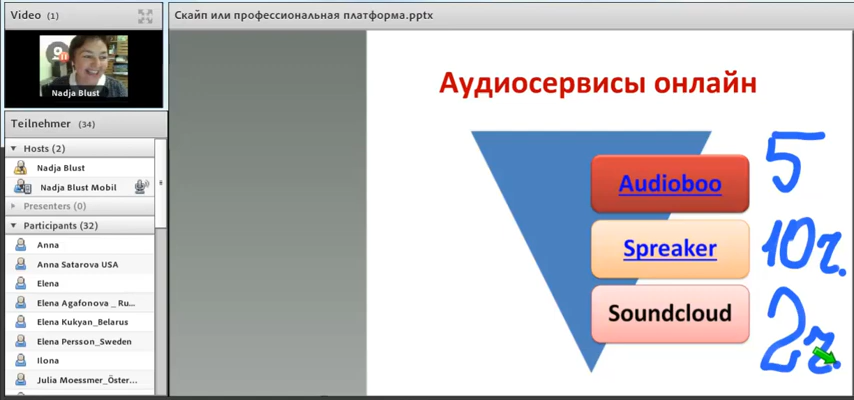 Video (1)
Nadja Blust
Teilnehmer (34)
Hosts (2)
Nadja Blust
Nadja Blust Mobil
Presenters (0)
Participants (32)
Anna
Anna Satarova USA
Elena
Elena Agafonova _ Ru...
Elena Kukyan_Belarus
Elena Persson_Sweden
Ilona
Julia Moessmer_Öster...
Скайп или профессиональная платформа.pptx
Аудиосервисы онлайн
Audioboo 5
Spreaker 10ч.
Soundcloud 2ч.